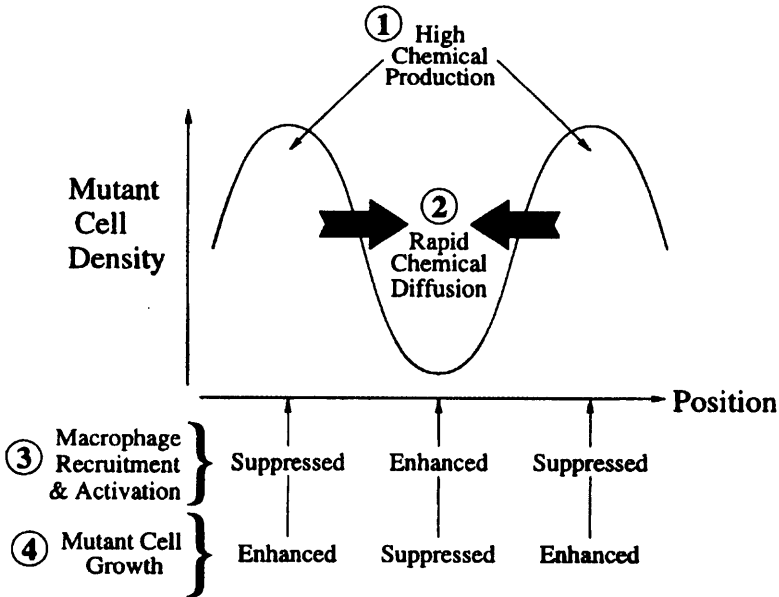 ① High
Chemical
Production
Mutant
Cell
Density
②
Rapid
Chemical
Diffusion
Position
③ Macrophage
Recruitment
& Activation
Suppressed Enhanced Suppressed
④ Mutant Cell
Growth
Enhanced Suppressed Enhanced